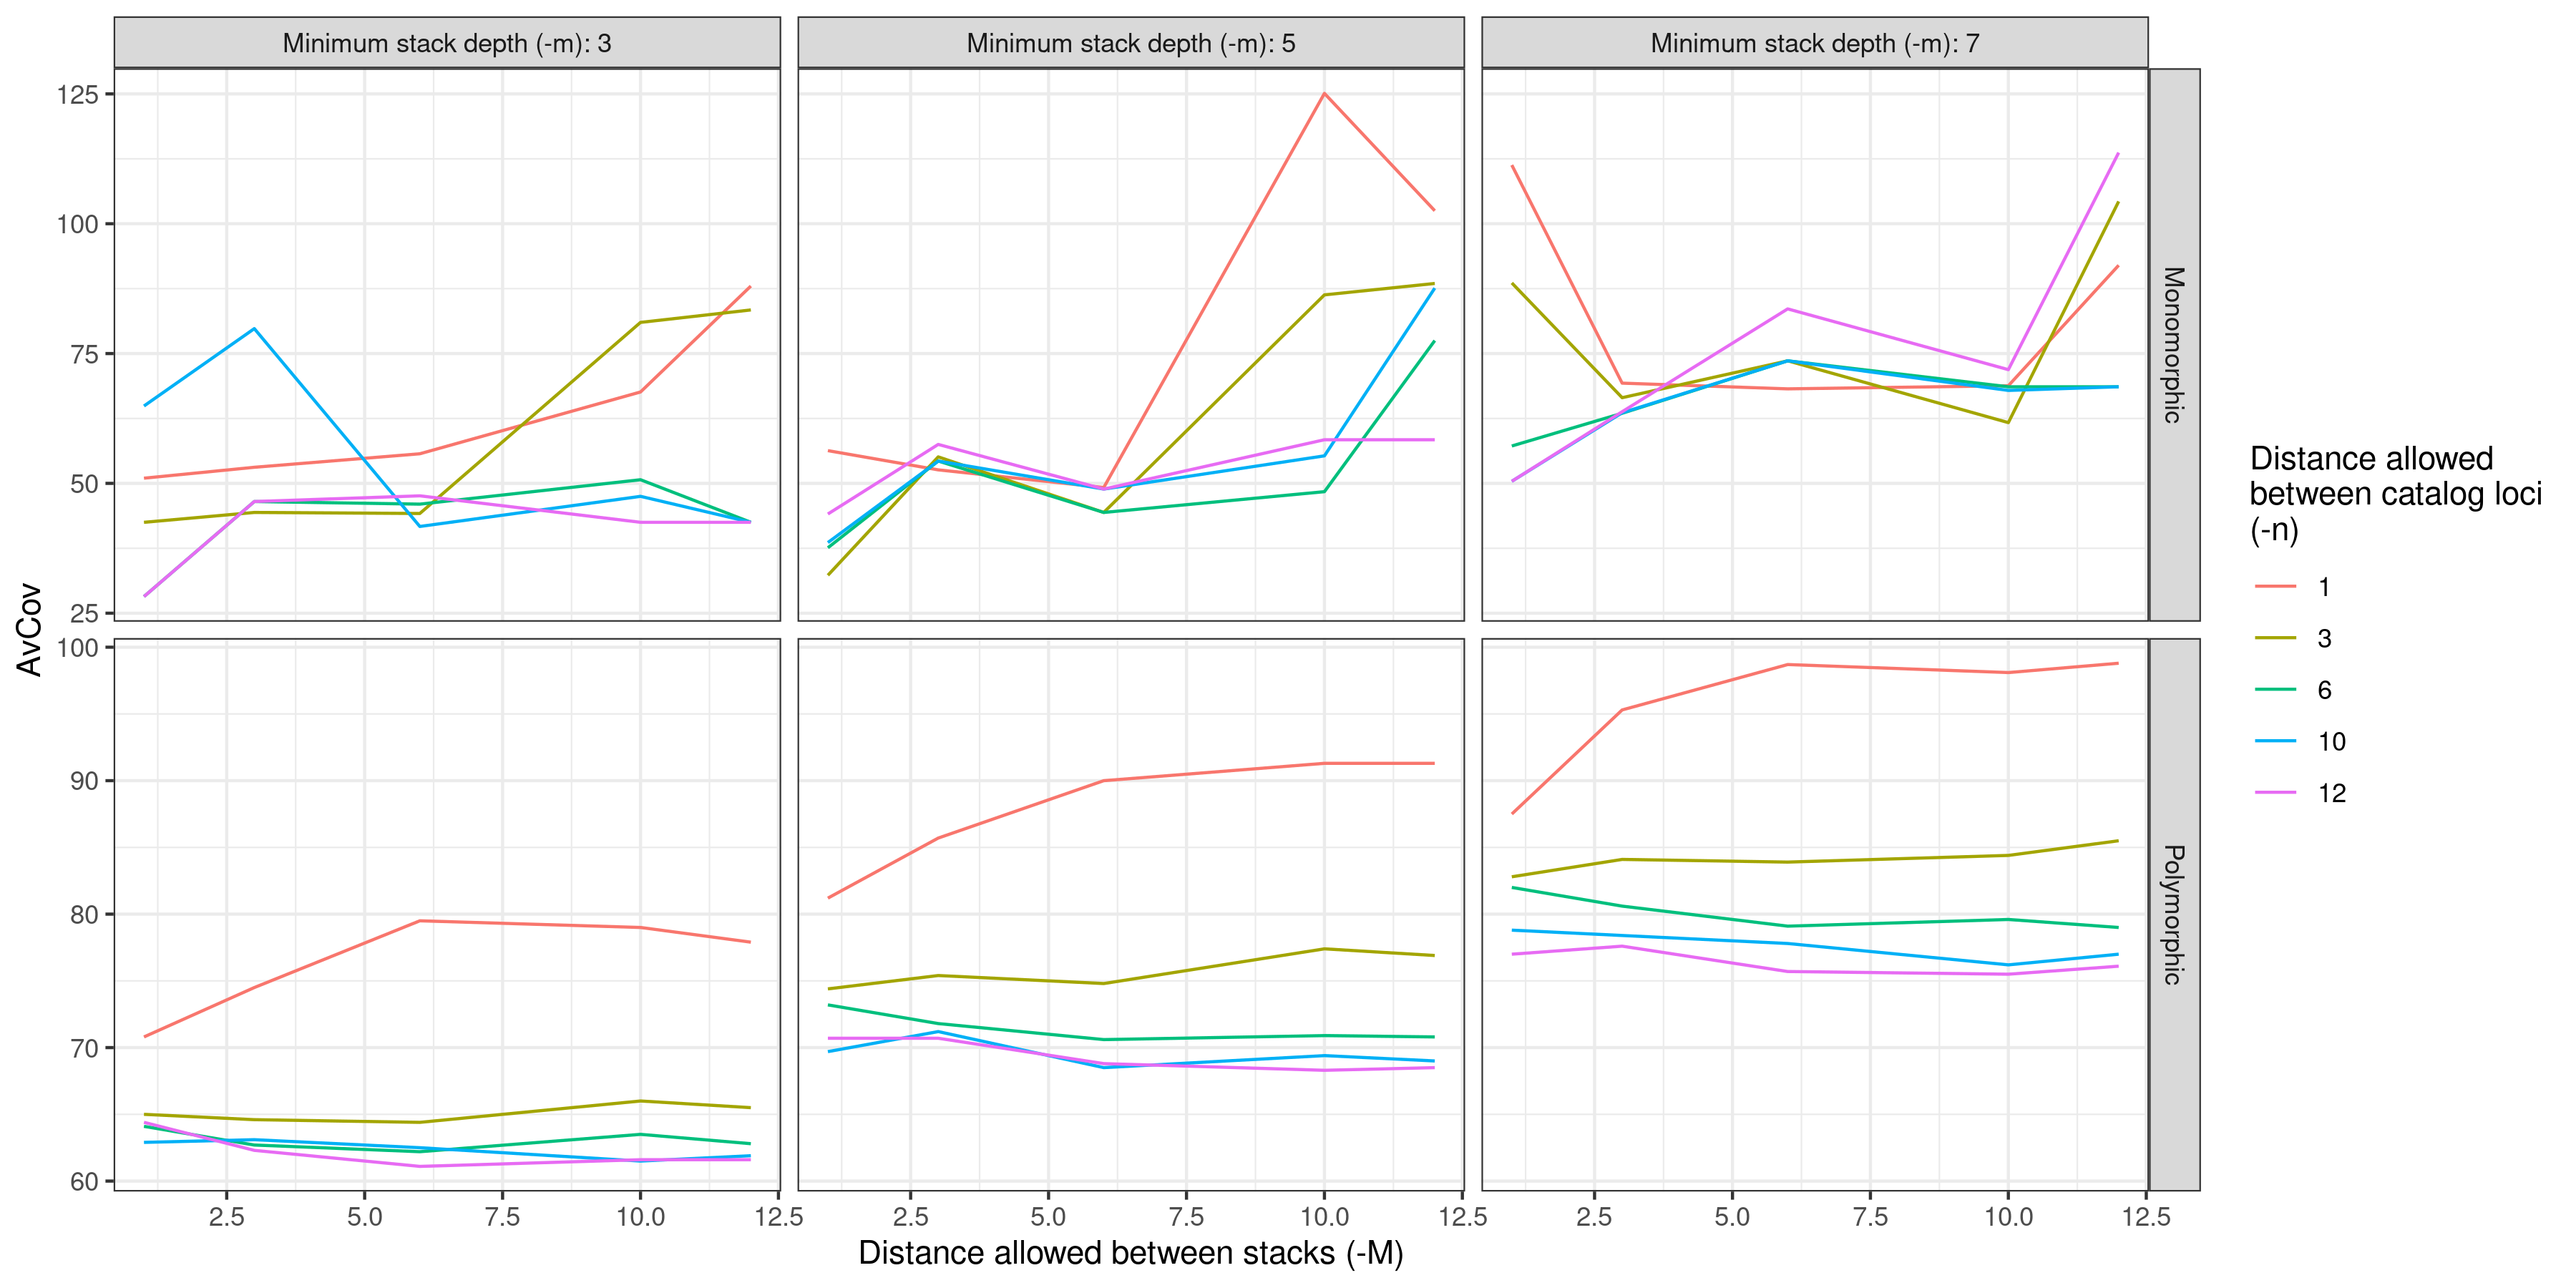 Minimum stack depth (-m): 3
Minimum stack depth (-m): 5
Minimum stack depth (-m): 7
125
100
75
50
25
Monomorphic
100
90
80
70
60
Polymorphic
AvCov
2.5 5.0 7.5 10.0 12.5
2.5 5.0 7.5 10.0 12.5
2.5 5.0 7.5 10.0 12.5
Distance allowed between stacks (-M)
Distance allowed
between catalog loci
(-n)
1
3
6
10
12